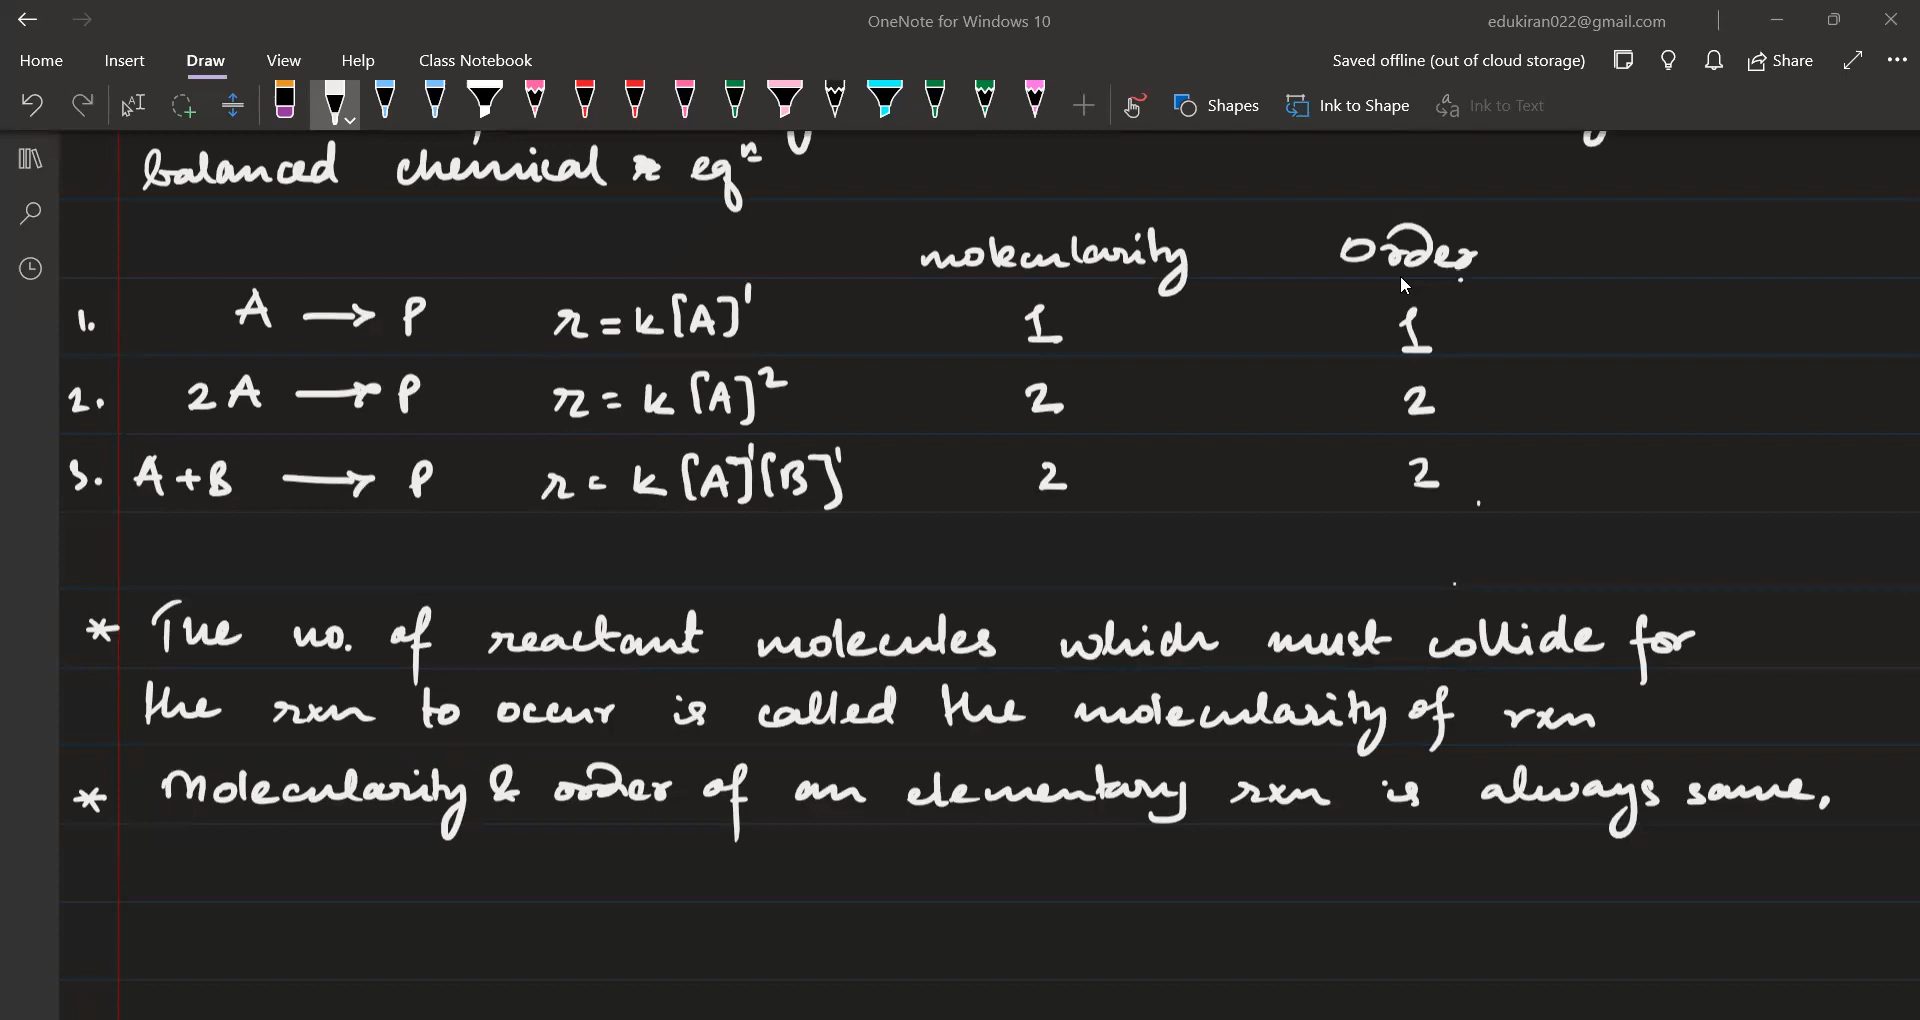 OneNote for Windows 10
edukiran022@gmail.com
Home Insert Draw View Help Class Notebook
Saved offline (out of cloud storage) Share
Shapes Ink to Shape Ink to Text
balanced chemical eqⁿ
molecularity Order
1. A → P r = k[A]¹ 1 1
2. 2A → P r = k[A]² 2 2
3. A+B → P r = k[A]¹[B]¹ 2 2
* The no. of reactant molecules which must collide for
the rxn to occur is called the molecularity of rxn
* Molecularity & order of an elementary rxn is always same.